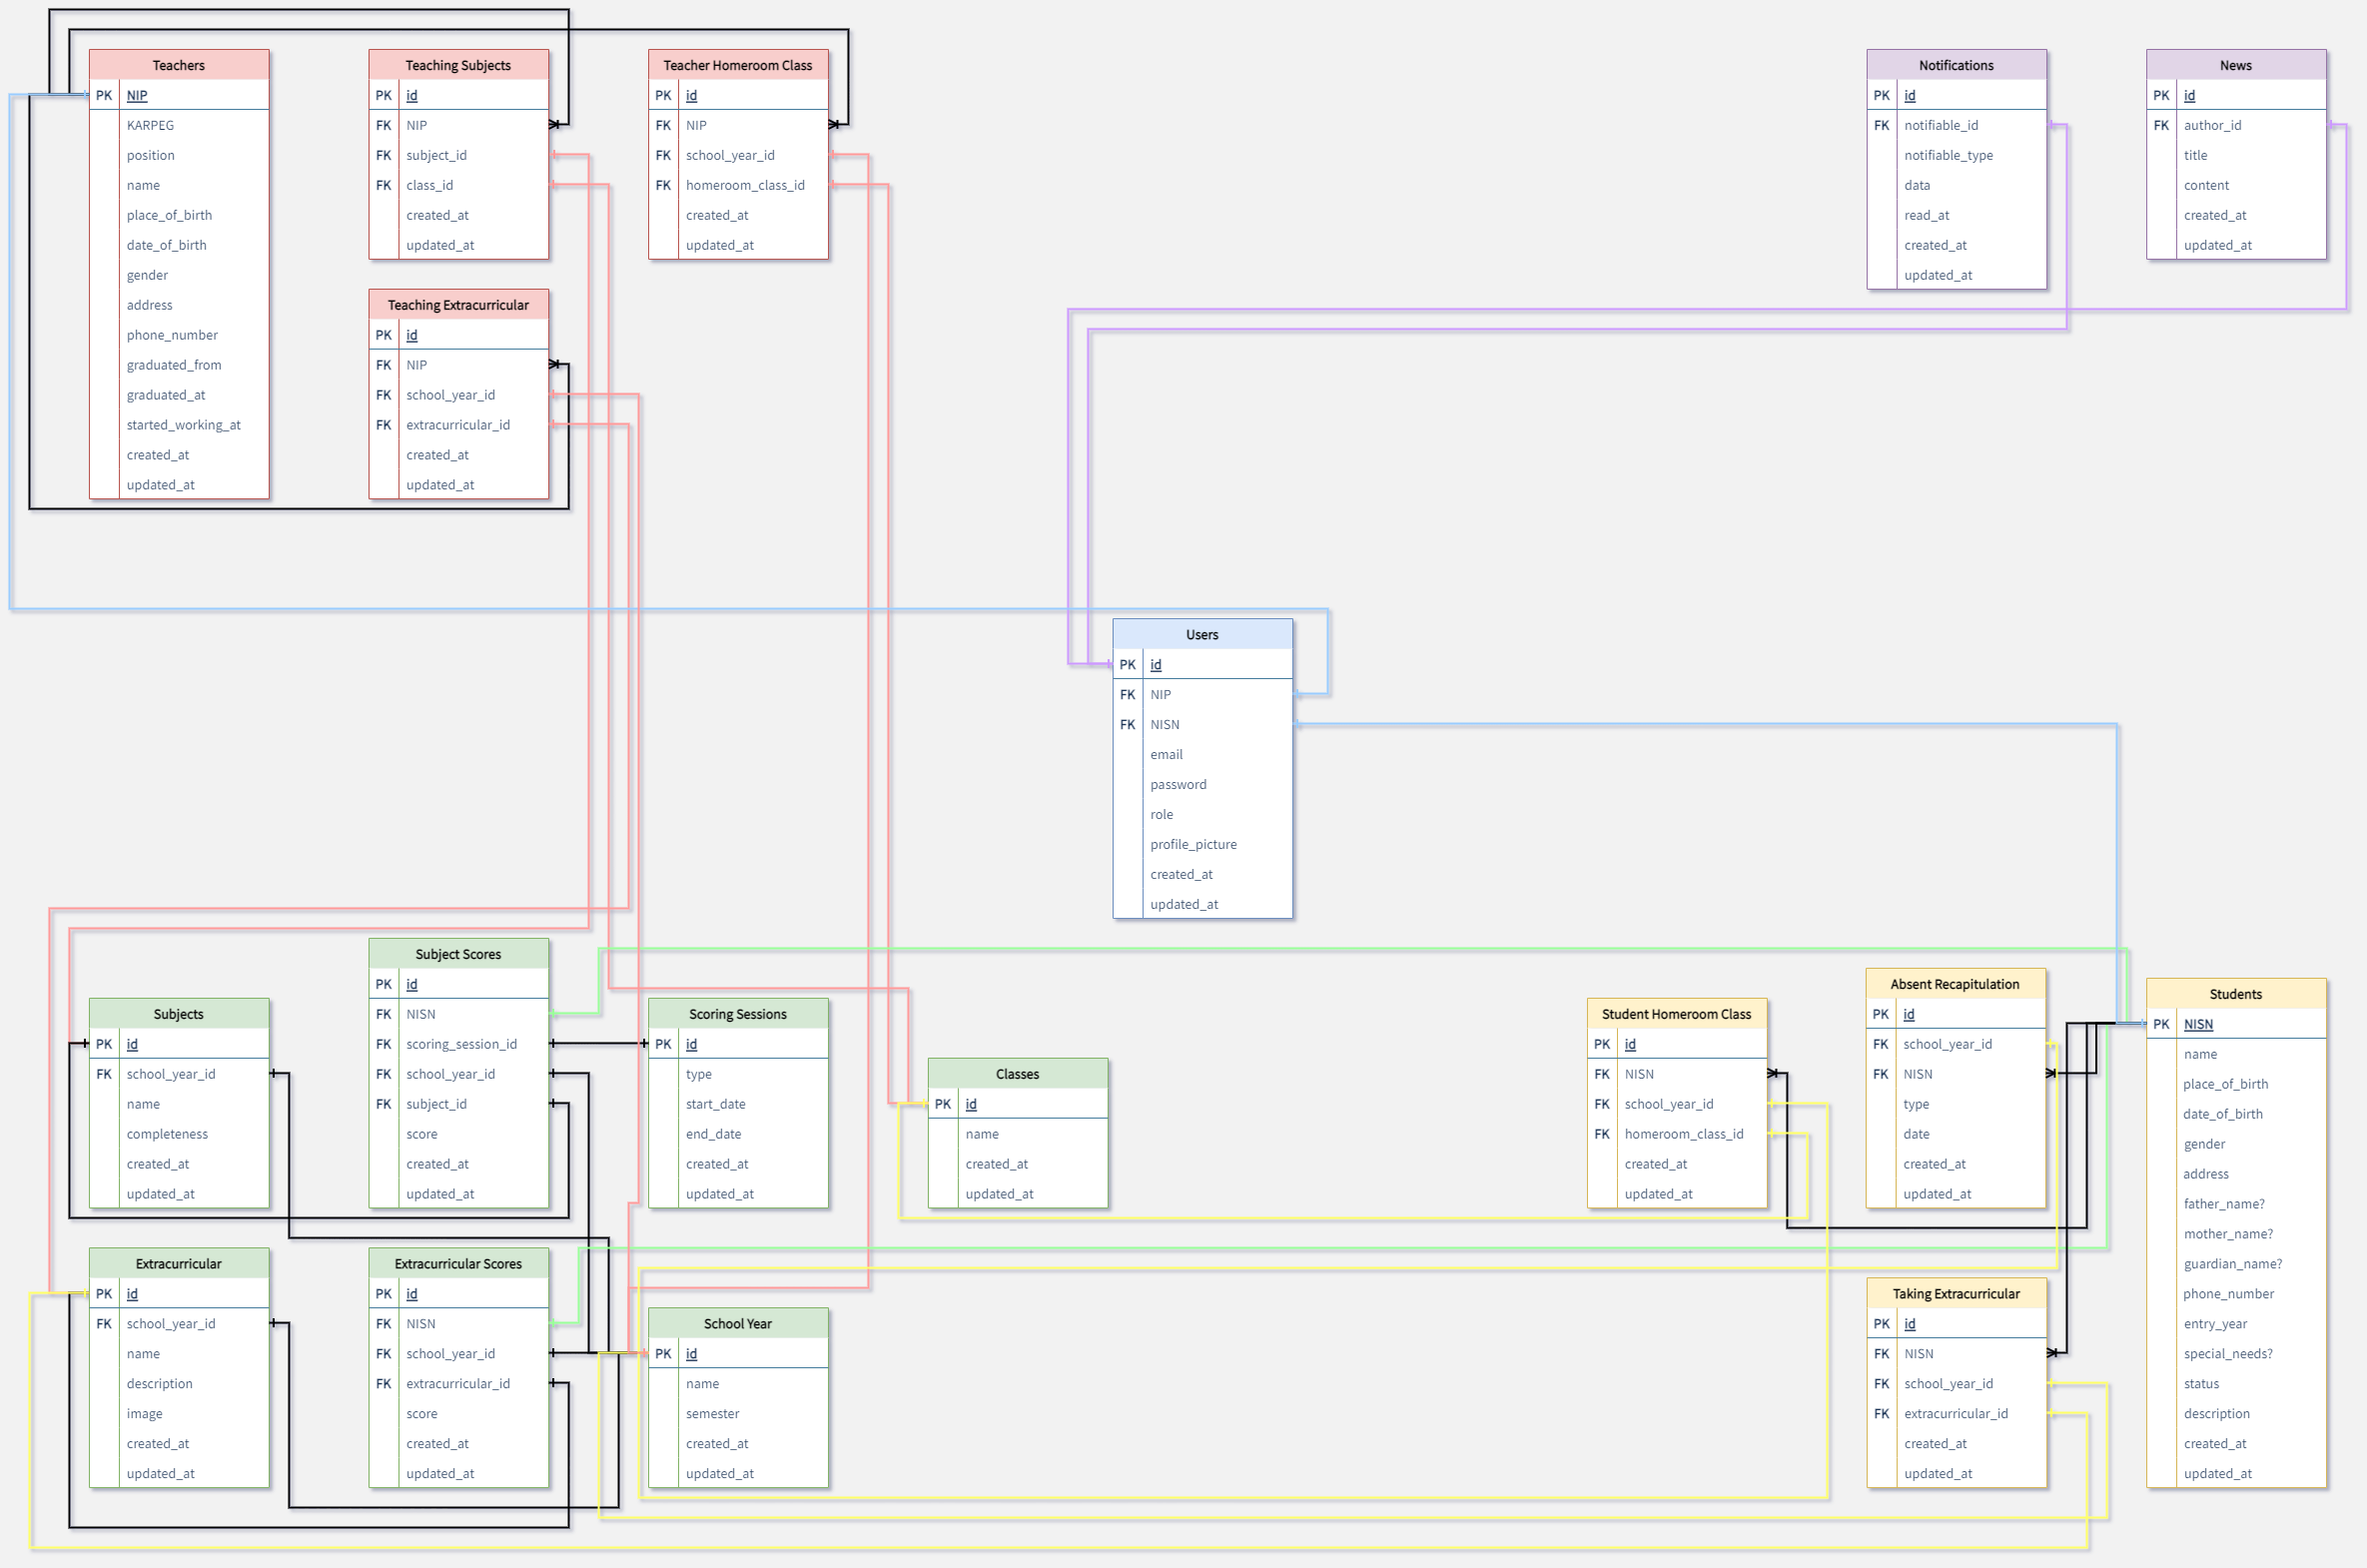 Teachers
PK NIP
KARPEG
position
name
place_of_birth
date_of_birth
gender
address
phone_number
graduated_from
graduated_at
started_working_at
created_at
updated_at
Teaching Subjects
PK id
FK NIP
FK subject_id
FK class_id
created_at
updated_at
Teacher Homeroom Class
PK id
FK NIP
FK school_year_id
FK homeroom_class_id
created_at
updated_at
Teaching Extracurricular
PK id
FK NIP
FK school_year_id
FK extracurricular_id
created_at
updated_at
Notifications
PK id
FK notifiable_id
notifiable_type
data
read_at
created_at
updated_at
News
PK id
FK author_id
title
content
created_at
updated_at
Users
PK id
FK NIP
FK NISN
email
password
role
profile_picture
created_at
updated_at
Subjects
PK id
FK school_year_id
name
completeness
created_at
updated_at
Subject Scores
PK id
FK NISN
FK scoring_session_id
FK school_year_id
FK subject_id
score
created_at
updated_at
Scoring Sessions
PK id
type
start_date
end_date
created_at
updated_at
Classes
PK id
name
created_at
updated_at
Student Homeroom Class
PK id
FK NISN
FK school_year_id
FK homeroom_class_id
created_at
updated_at
Absent Recapitulation
PK id
FK school_year_id
FK NISN
type
date
created_at
updated_at
Students
PK NISN
name
place_of_birth
date_of_birth
gender
address
father_name?
mother_name?
guardian_name?
phone_number
entry_year
special_needs?
status
description
created_at
updated_at
Extracurricular
PK id
FK school_year_id
name
description
image
created_at
updated_at
Extracurricular Scores
PK id
FK NISN
FK school_year_id
FK extracurricular_id
score
created_at
updated_at
School Year
PK id
name
semester
created_at
updated_at
Taking Extracurricular
PK id
FK NISN
FK school_year_id
FK extracurricular_id
created_at
updated_at